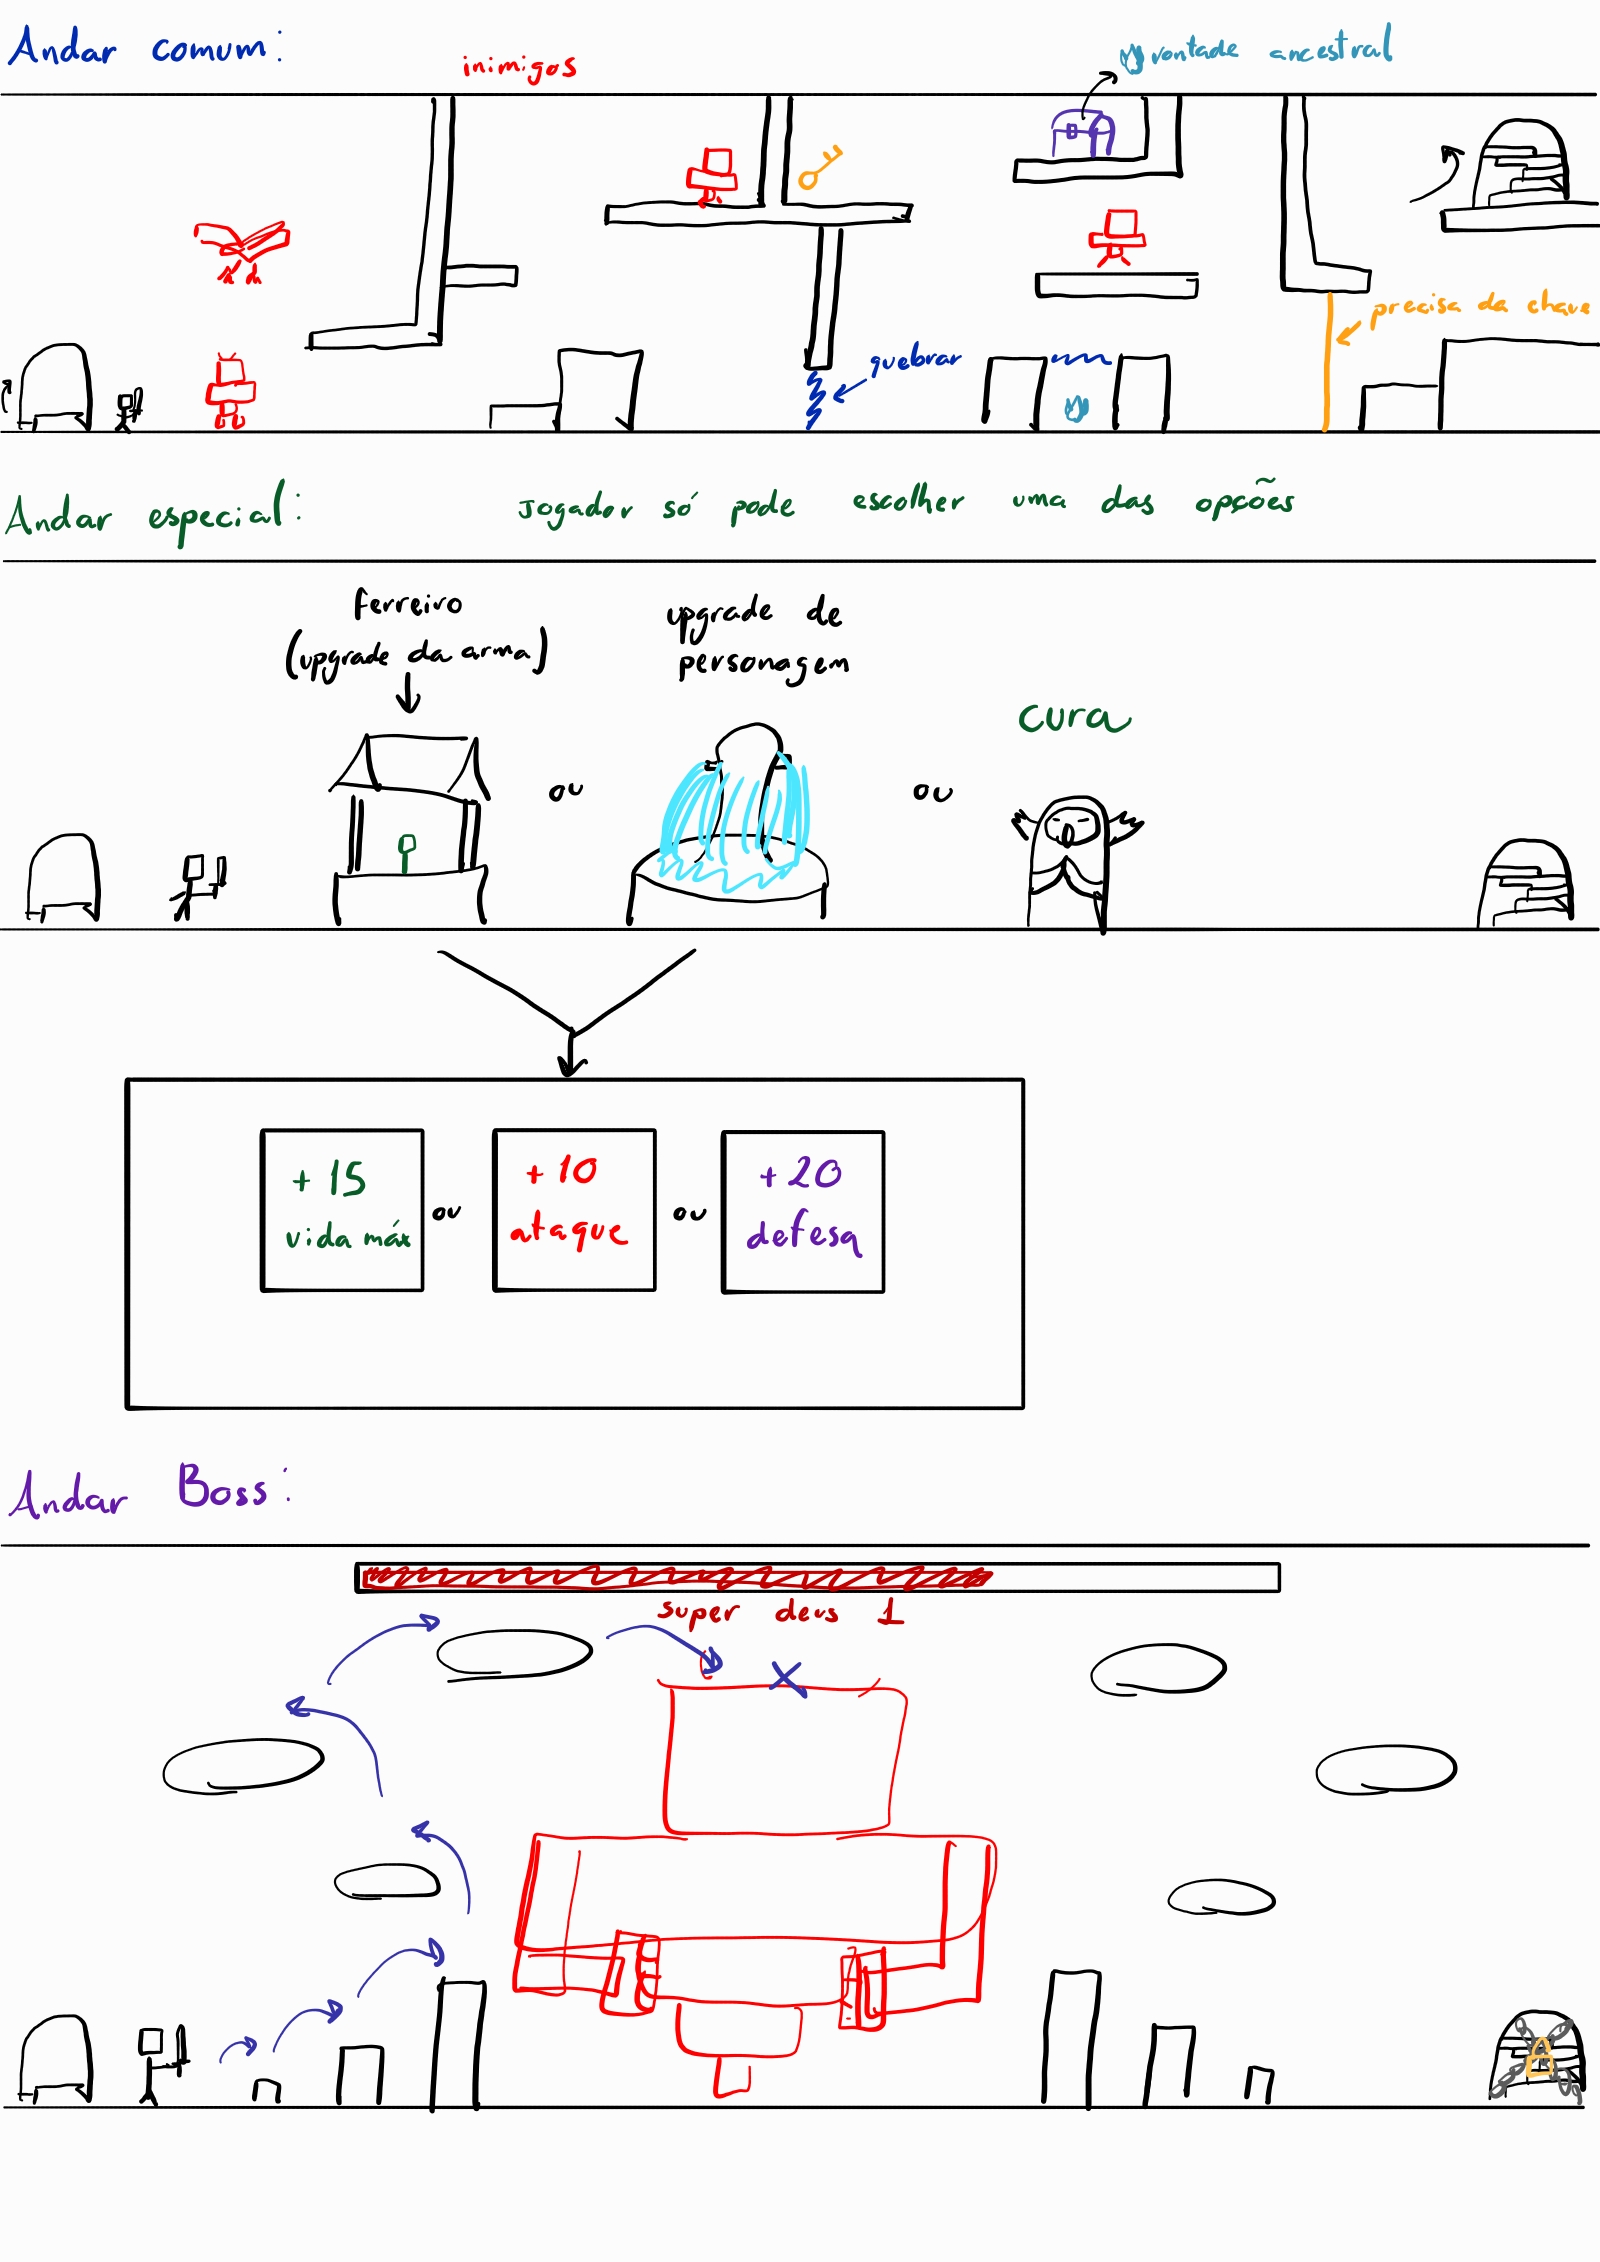 Andar comum:
inimigos
vontade ancestral
precisa da chave
quebrar
Andar especial:
Jogador só pode escolher uma das opções
Ferreiro
(upgrade da arma)
upgrade de
personagem
ou
ou
cura
+ 15
vida máx
ou
+ 10
ataque
ou
+ 20
defesa
Andar Boss:
super deus 1